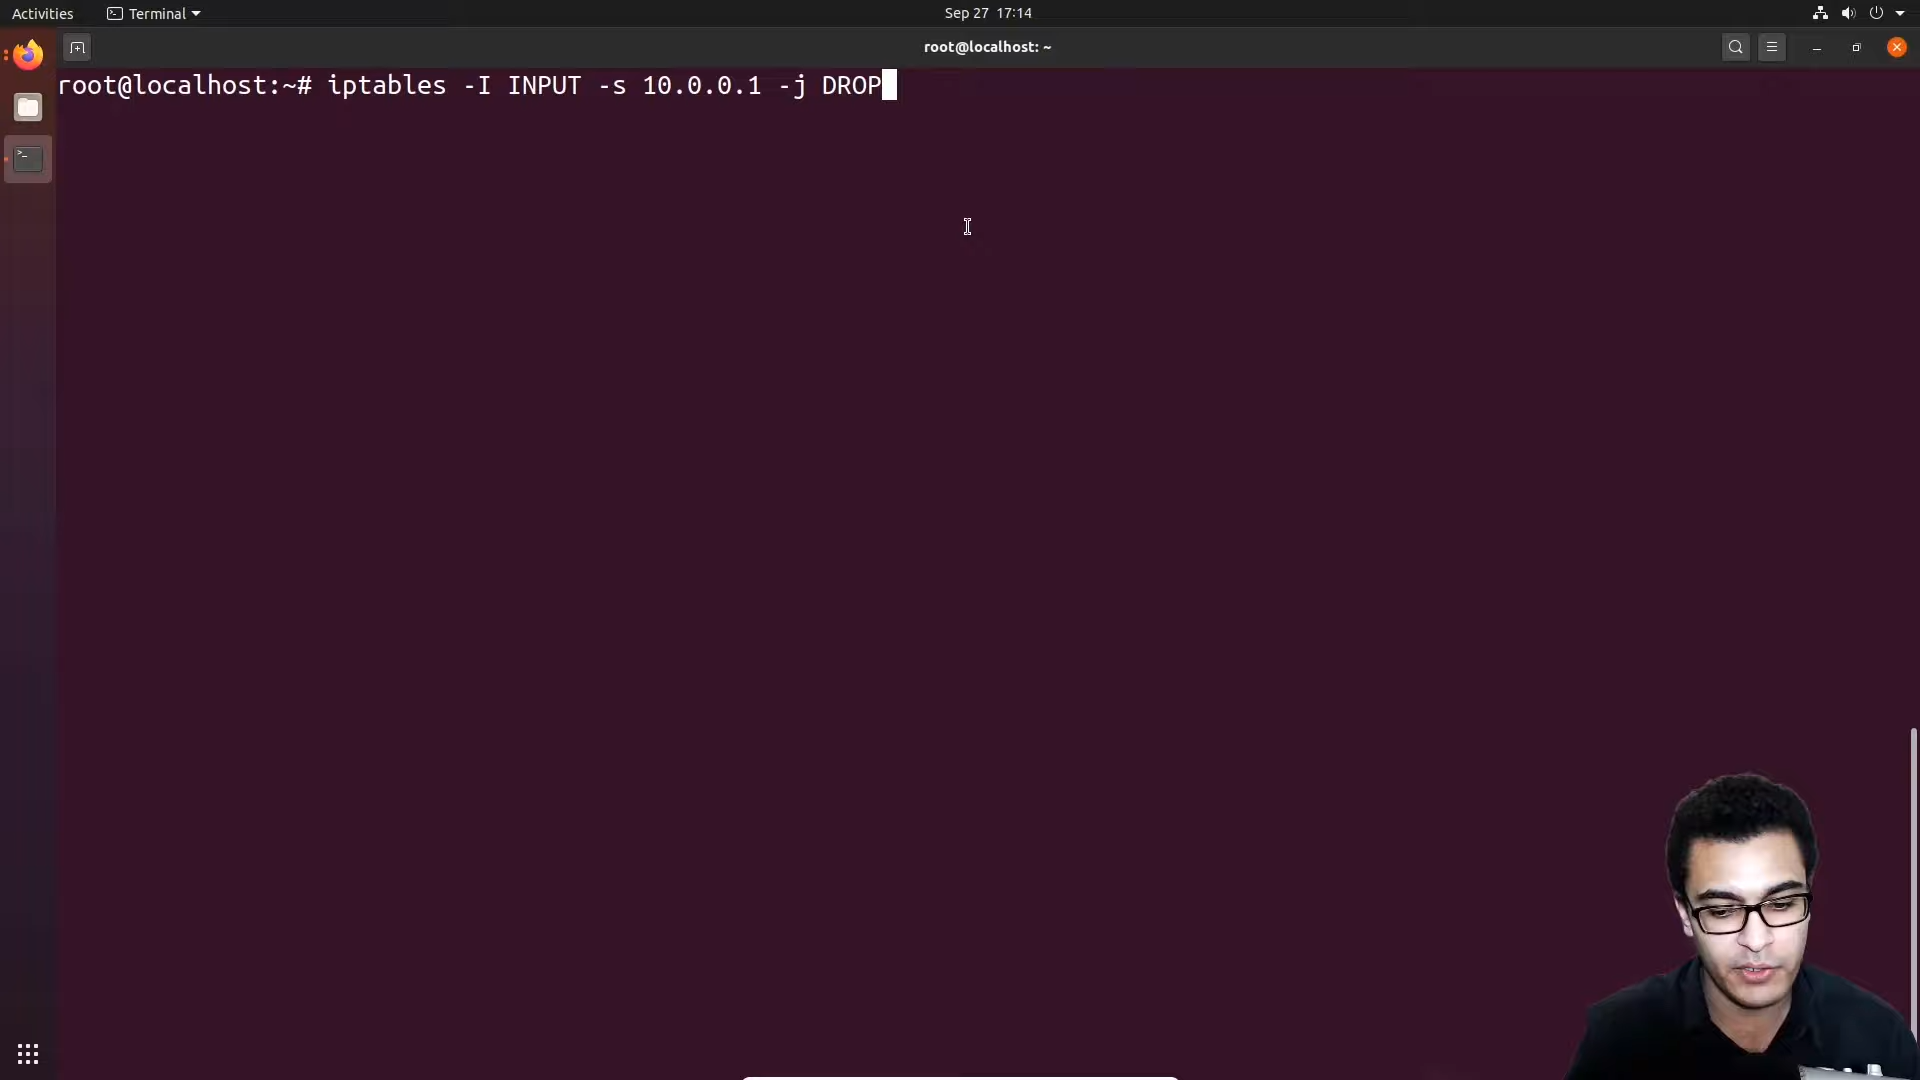 Activities
Terminal
Sep 27 17:14
root@localhost: ~
root@localhost:~# iptables -I INPUT -s 10.0.0.1 -j DROP